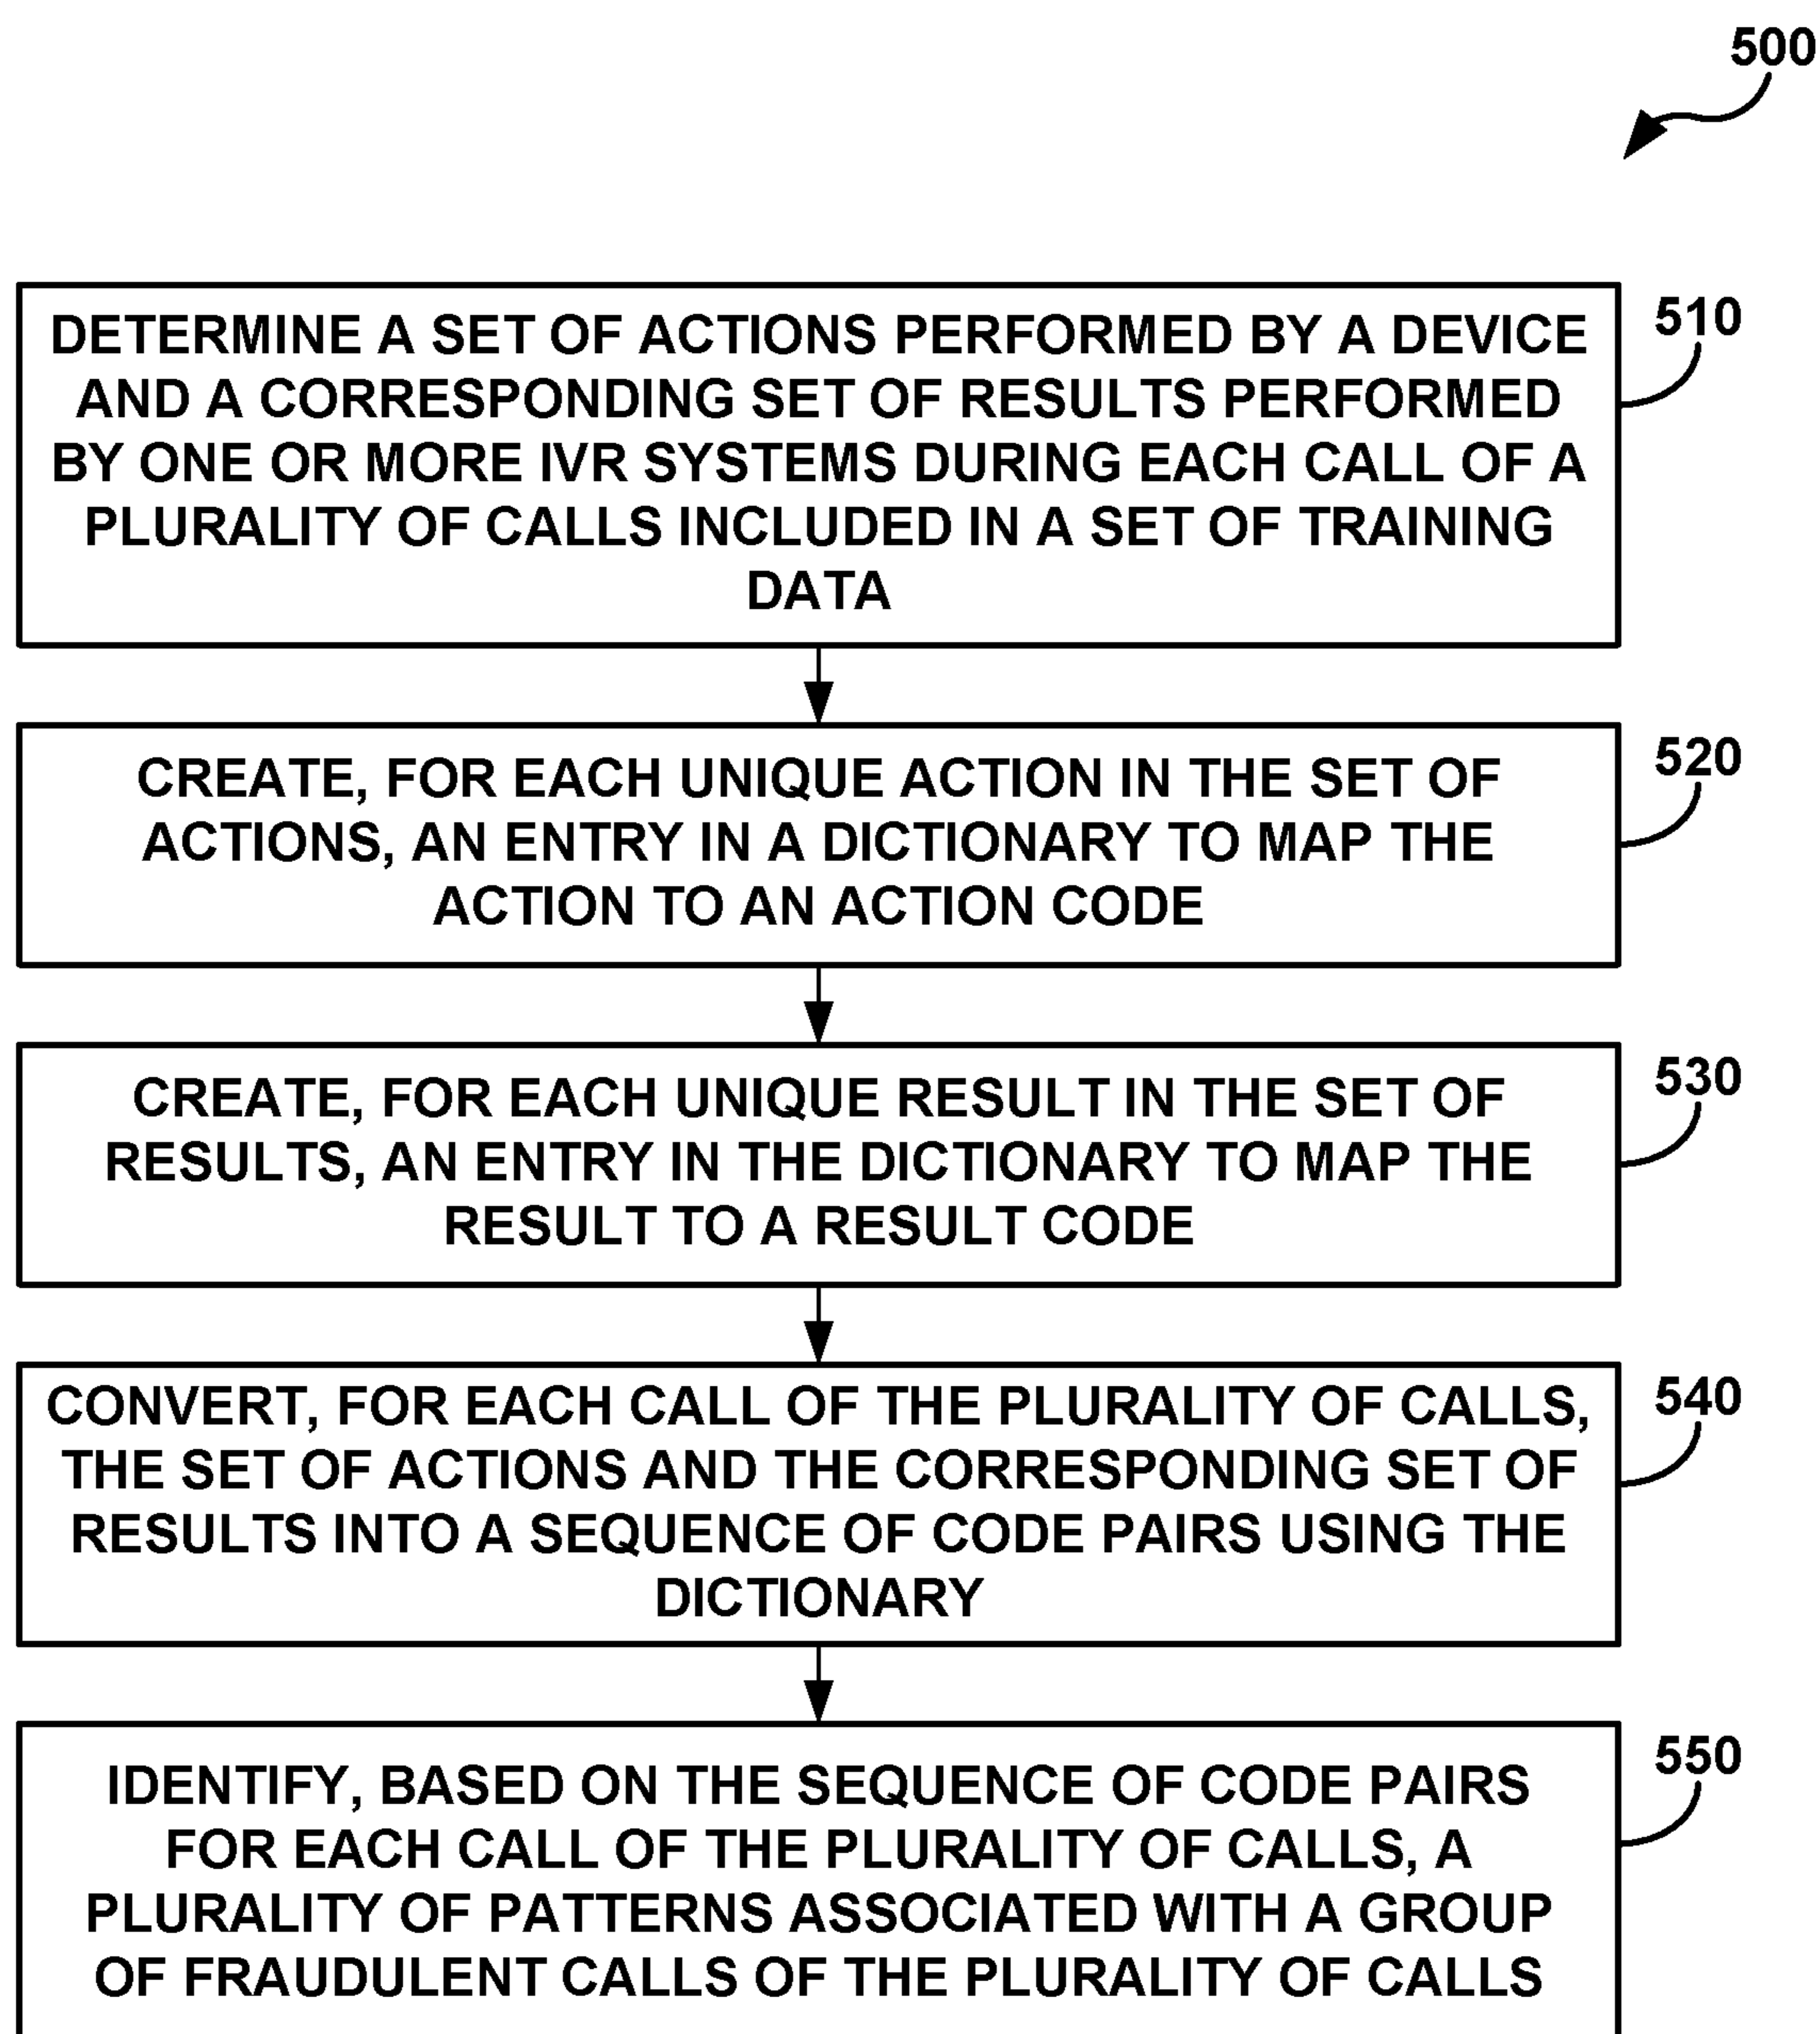 500
DETERMINE A SET OF ACTIONS PERFORMED BY A DEVICE
AND A CORRESPONDING SET OF RESULTS PERFORMED
BY ONE OR MORE IVR SYSTEMS DURING EACH CALL OF A
PLURALITY OF CALLS INCLUDED IN A SET OF TRAINING
DATA
510
CREATE, FOR EACH UNIQUE ACTION IN THE SET OF
ACTIONS, AN ENTRY IN A DICTIONARY TO MAP THE
ACTION TO AN ACTION CODE
520
CREATE, FOR EACH UNIQUE RESULT IN THE SET OF
RESULTS, AN ENTRY IN THE DICTIONARY TO MAP THE
RESULT TO A RESULT CODE
530
CONVERT, FOR EACH CALL OF THE PLURALITY OF CALLS,
THE SET OF ACTIONS AND THE CORRESPONDING SET OF
RESULTS INTO A SEQUENCE OF CODE PAIRS USING THE
DICTIONARY
540
IDENTIFY, BASED ON THE SEQUENCE OF CODE PAIRS
FOR EACH CALL OF THE PLURALITY OF CALLS, A
PLURALITY OF PATTERNS ASSOCIATED WITH A GROUP
OF FRAUDULENT CALLS OF THE PLURALITY OF CALLS
550